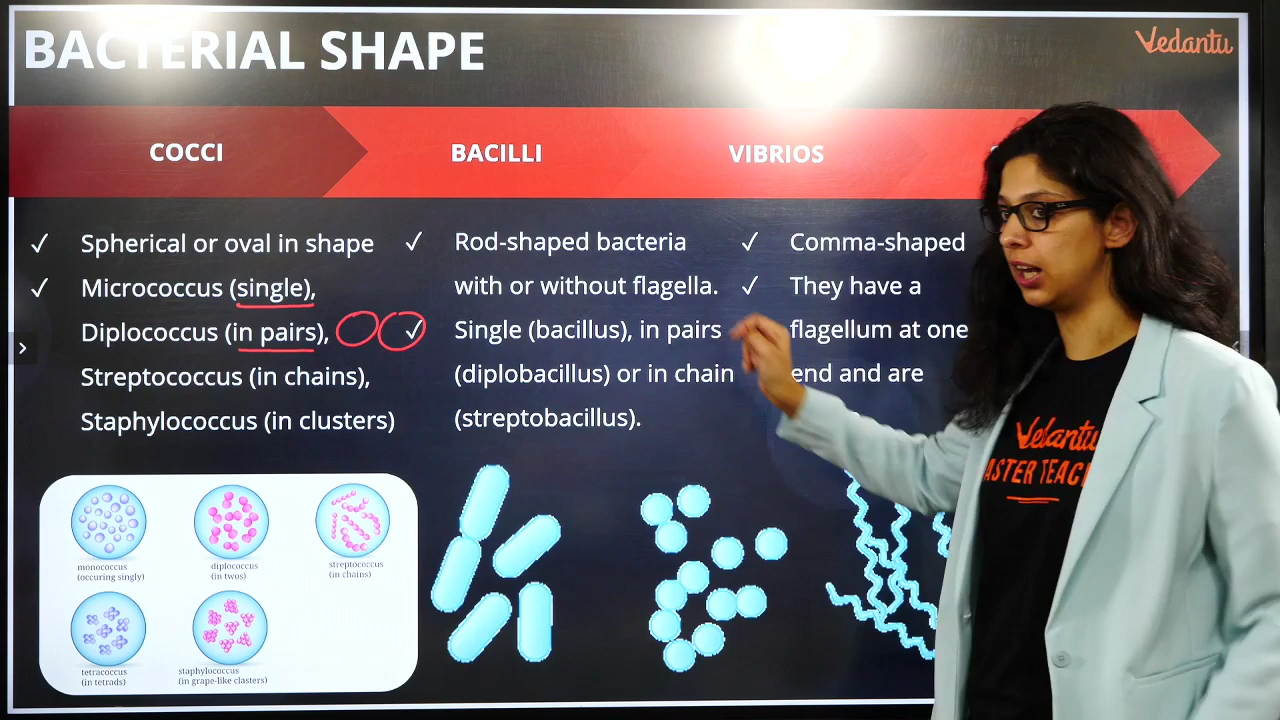 BACTERIAL SHAPE
Vedantu
COCCI
BACILLI
VIBRIOS
✓ Spherical or oval in shape
✓ Micrococcus (single),
Diplococcus (in pairs),
Streptococcus (in chains),
Staphylococcus (in clusters)
✓ Rod-shaped bacteria
with or without flagella.
✓ Single (bacillus), in pairs
(diplobacillus) or in chain
(streptobacillus).
✓ Comma-shaped
✓ They have a
flagellum at one
end and are
monococcus
(occuring singly)
diplococcus
(in twos)
streptococcus
(in chains)
tetracoccus
(in tetrads)
staphylococcus
(in grape-like clusters)
Vedantu
ASTER TEAC